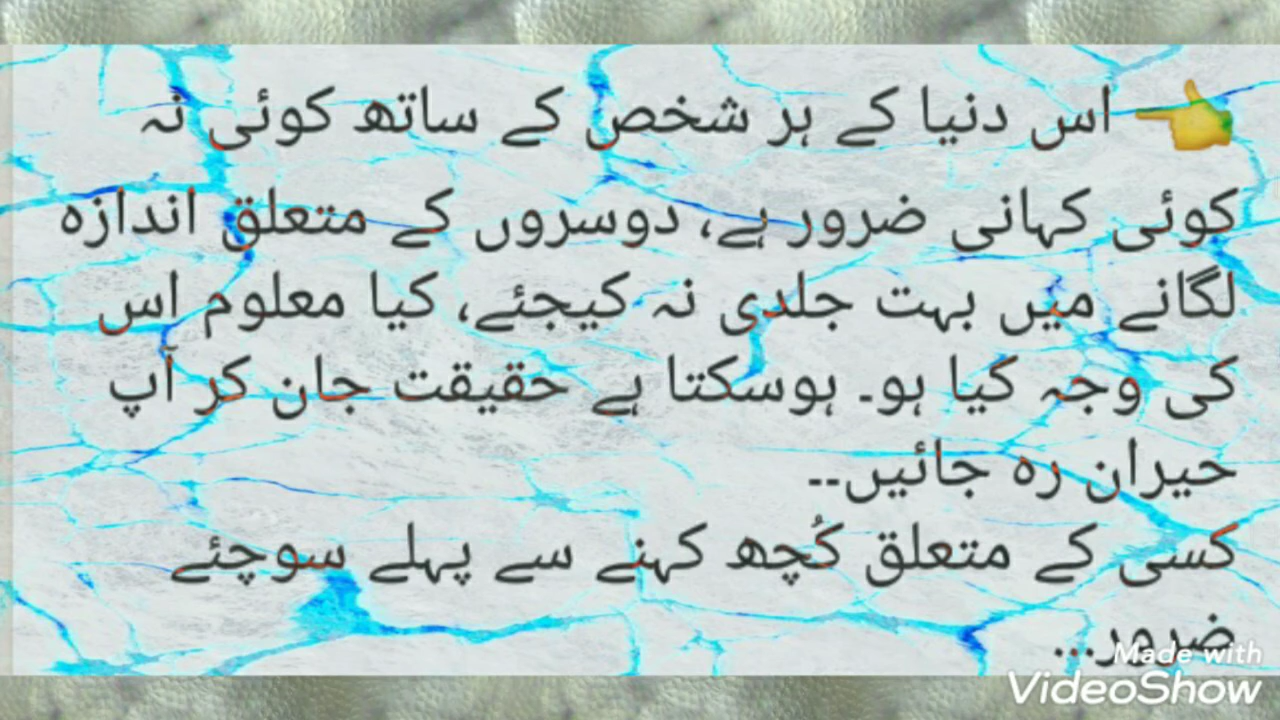 👈 اس دنیا کے ہر شخص کے ساتھ کوئی نہ
کوئی کہانی ضرور ہے، دوسروں کے متعلق اندازہ
لگانے میں بہت جلدی نہ کیجئے، کیا معلوم اس
کی وجہ کیا ہو۔ ہوسکتا ہے حقیقت جان کر آپ
حیران رہ جائیں۔۔
کسی کے متعلق کُچھ کہنے سے پہلے سوچئے
ضرور...
Made with
VideoShow